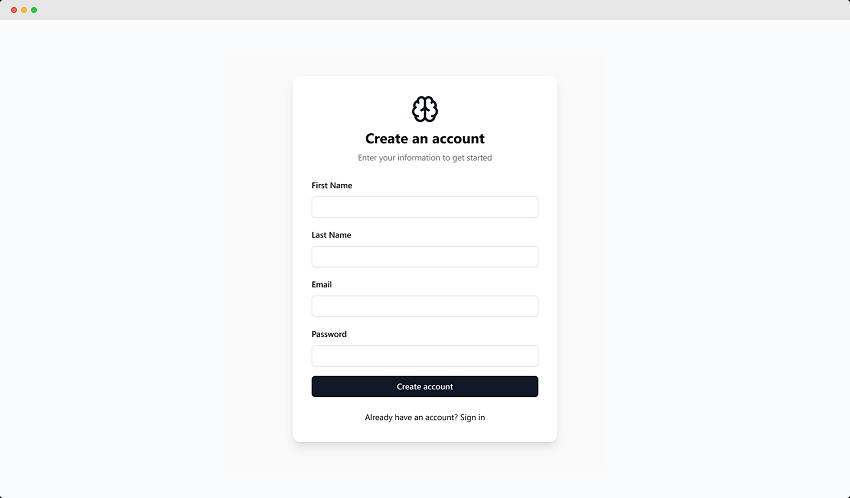 Create an account
Enter your information to get started
First Name
Last Name
Email
Password
Create account
Already have an account? Sign in